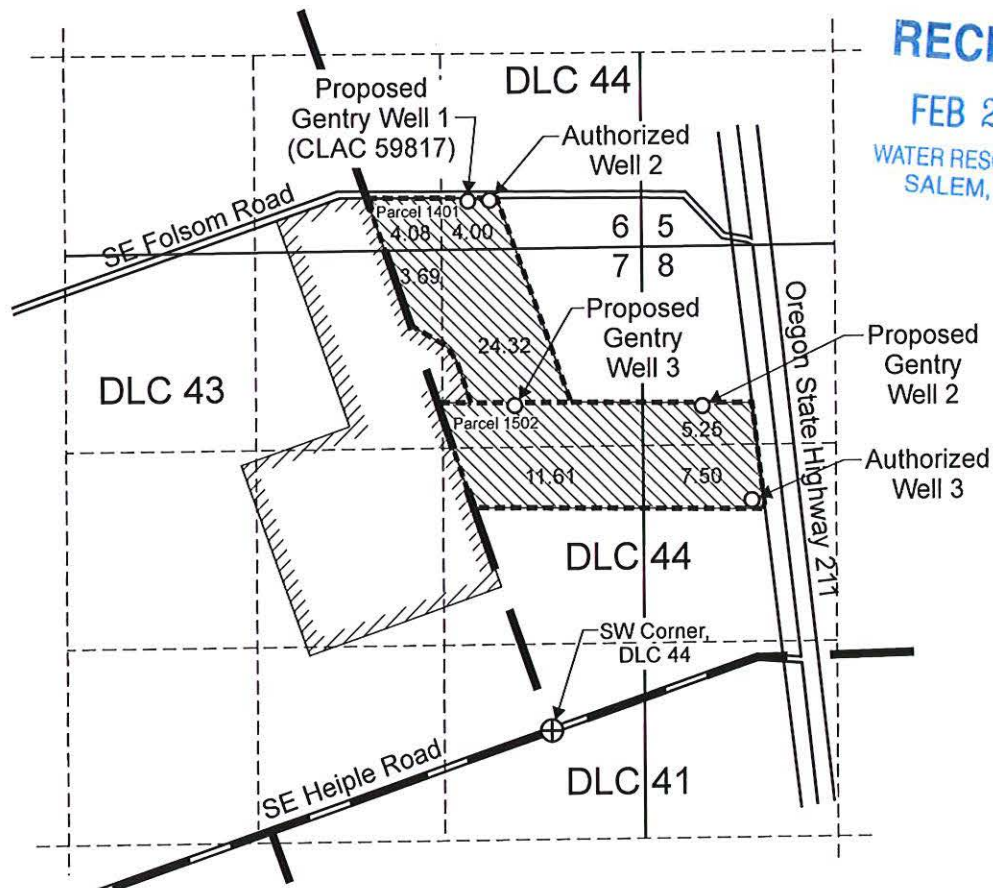 RECE
FEB 2
WATER RESO
SALEM,
DLC 44
Proposed
Gentry Well 1
(CLAC 59817)
Authorized
Well 2
SE Folsom Road
Parcel 1401
4.08
4.00
6
5
7
8
3.69
24.32
Proposed
Gentry
Well 3
Proposed
Gentry
Well 2
Oregon State Highway 211
DLC 43
Parcel 1502
5.25
11.61
7.50
Authorized
Well 3
DLC 44
SW Corner,
DLC 44
SE Heiple Road
DLC 41